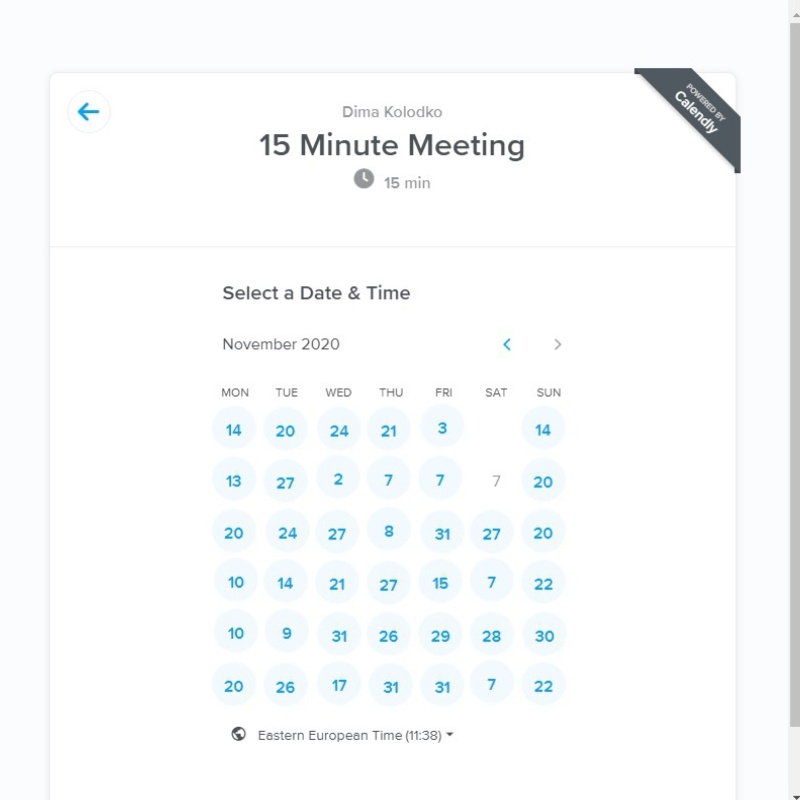 POWERED BY
Calendly
Dima Kolodko
15 Minute Meeting
15 min
Select a Date & Time
November 2020
MON TUE WED THU FRI SAT SUN
14 20 24 21 3 14
13 27 2 7 7 7 20
20 24 27 8 31 27 20
10 14 21 27 15 7 22
10 9 31 26 29 28 30
20 26 17 31 31 7 22
Eastern European Time (11:38)